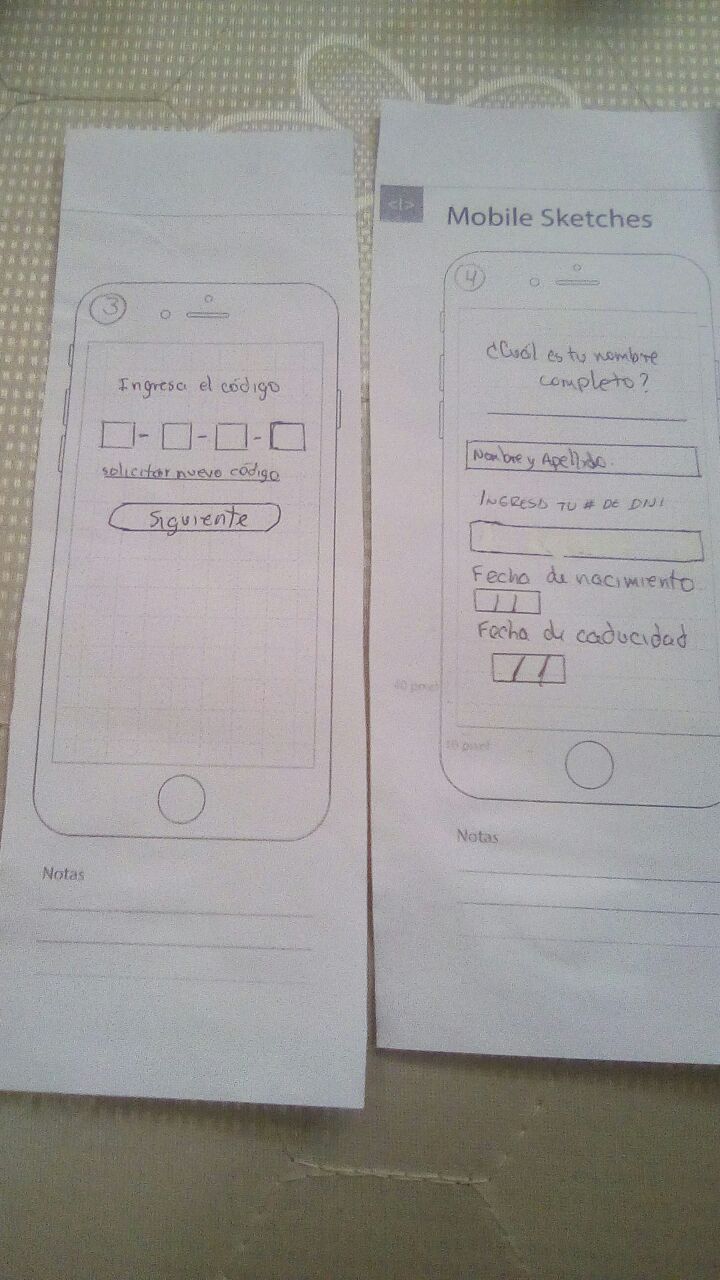 3
Ingresa el código
- - -
solicitar nuevo código
Siguiente
Notas
<|>
Mobile Sketches
4
¿Cuál es tu nombre
completo?
Nombre y Apellido.
INGRESO TU # DE DNI
Fecha de nacimiento
/ /
Fecha de caducidad
/ /
40 pixel
10 pixel
Notas